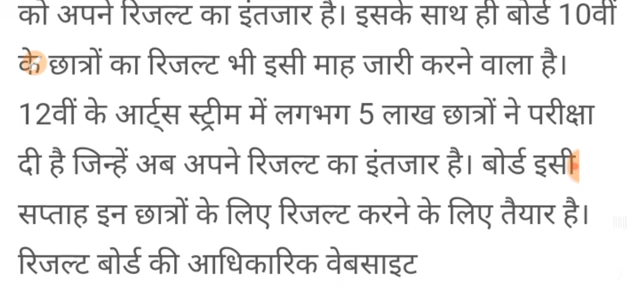 को अपने रिजल्ट का इंतजार है। इसके साथ ही बोर्ड 10वीं
के छात्रों का रिजल्ट भी इसी माह जारी करने वाला है।
12वीं के आर्ट्स स्ट्रीम में लगभग 5 लाख छात्रों ने परीक्षा
दी है जिन्हें अब अपने रिजल्ट का इंतजार है। बोर्ड इसी
सप्ताह इन छात्रों के लिए रिजल्ट करने के लिए तैयार है।
रिजल्ट बोर्ड की आधिकारिक वेबसाइट